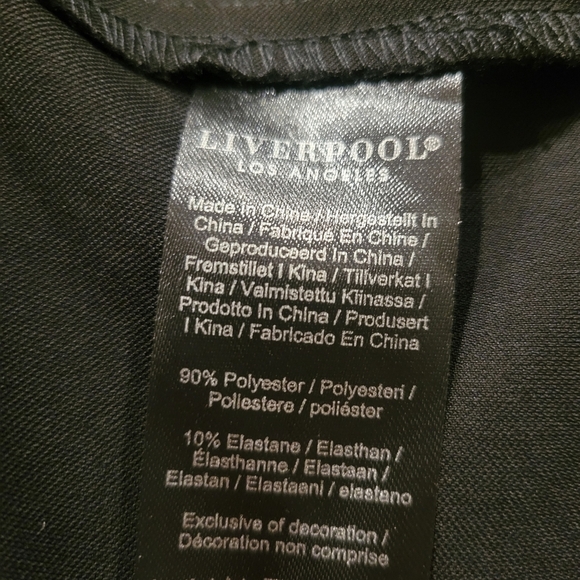 LIVERPOOL®
LOS ANGELES
Made in China / Hergestellt in
China / Fabrique En Chine /
Geproduceerd In China /
Fremstillet I Kina / Tillverkat I
Kina / Valmistettu Kiinassa /
Prodotto In China / Produsert
I Kina / Fabricado En China
90% Polyester / Polyesteri /
Poliestere / poliéster
10% Elastane / Elasthan /
Élasthanne / Elastaan /
Elastan / Elastaani / elastano
Exclusive of decoration /
Décoration non comprise